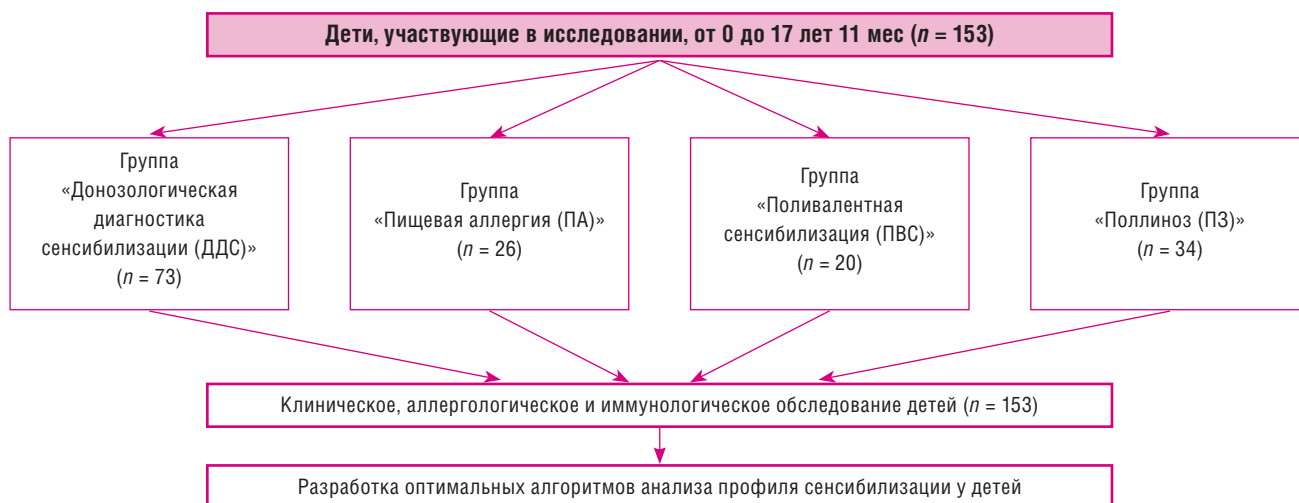 Дети, участвующие в исследовании, от 0 до 17 лет 11 мес (n = 153)
Группа
«Донозологическая
диагностика
сенсибилизации (ДДС)»
(n = 73)
Группа
«Пищевая аллергия (ПА)»
(n = 26)
Группа
«Поливалентная
сенсибилизация (ПВС)»
(n = 20)
Группа
«Поллиноз (ПЗ)»
(n = 34)
Клиническое, аллергологическое и иммунологическое обследование детей (n = 153)
Разработка оптимальных алгоритмов анализа профиля сенсибилизации у детей